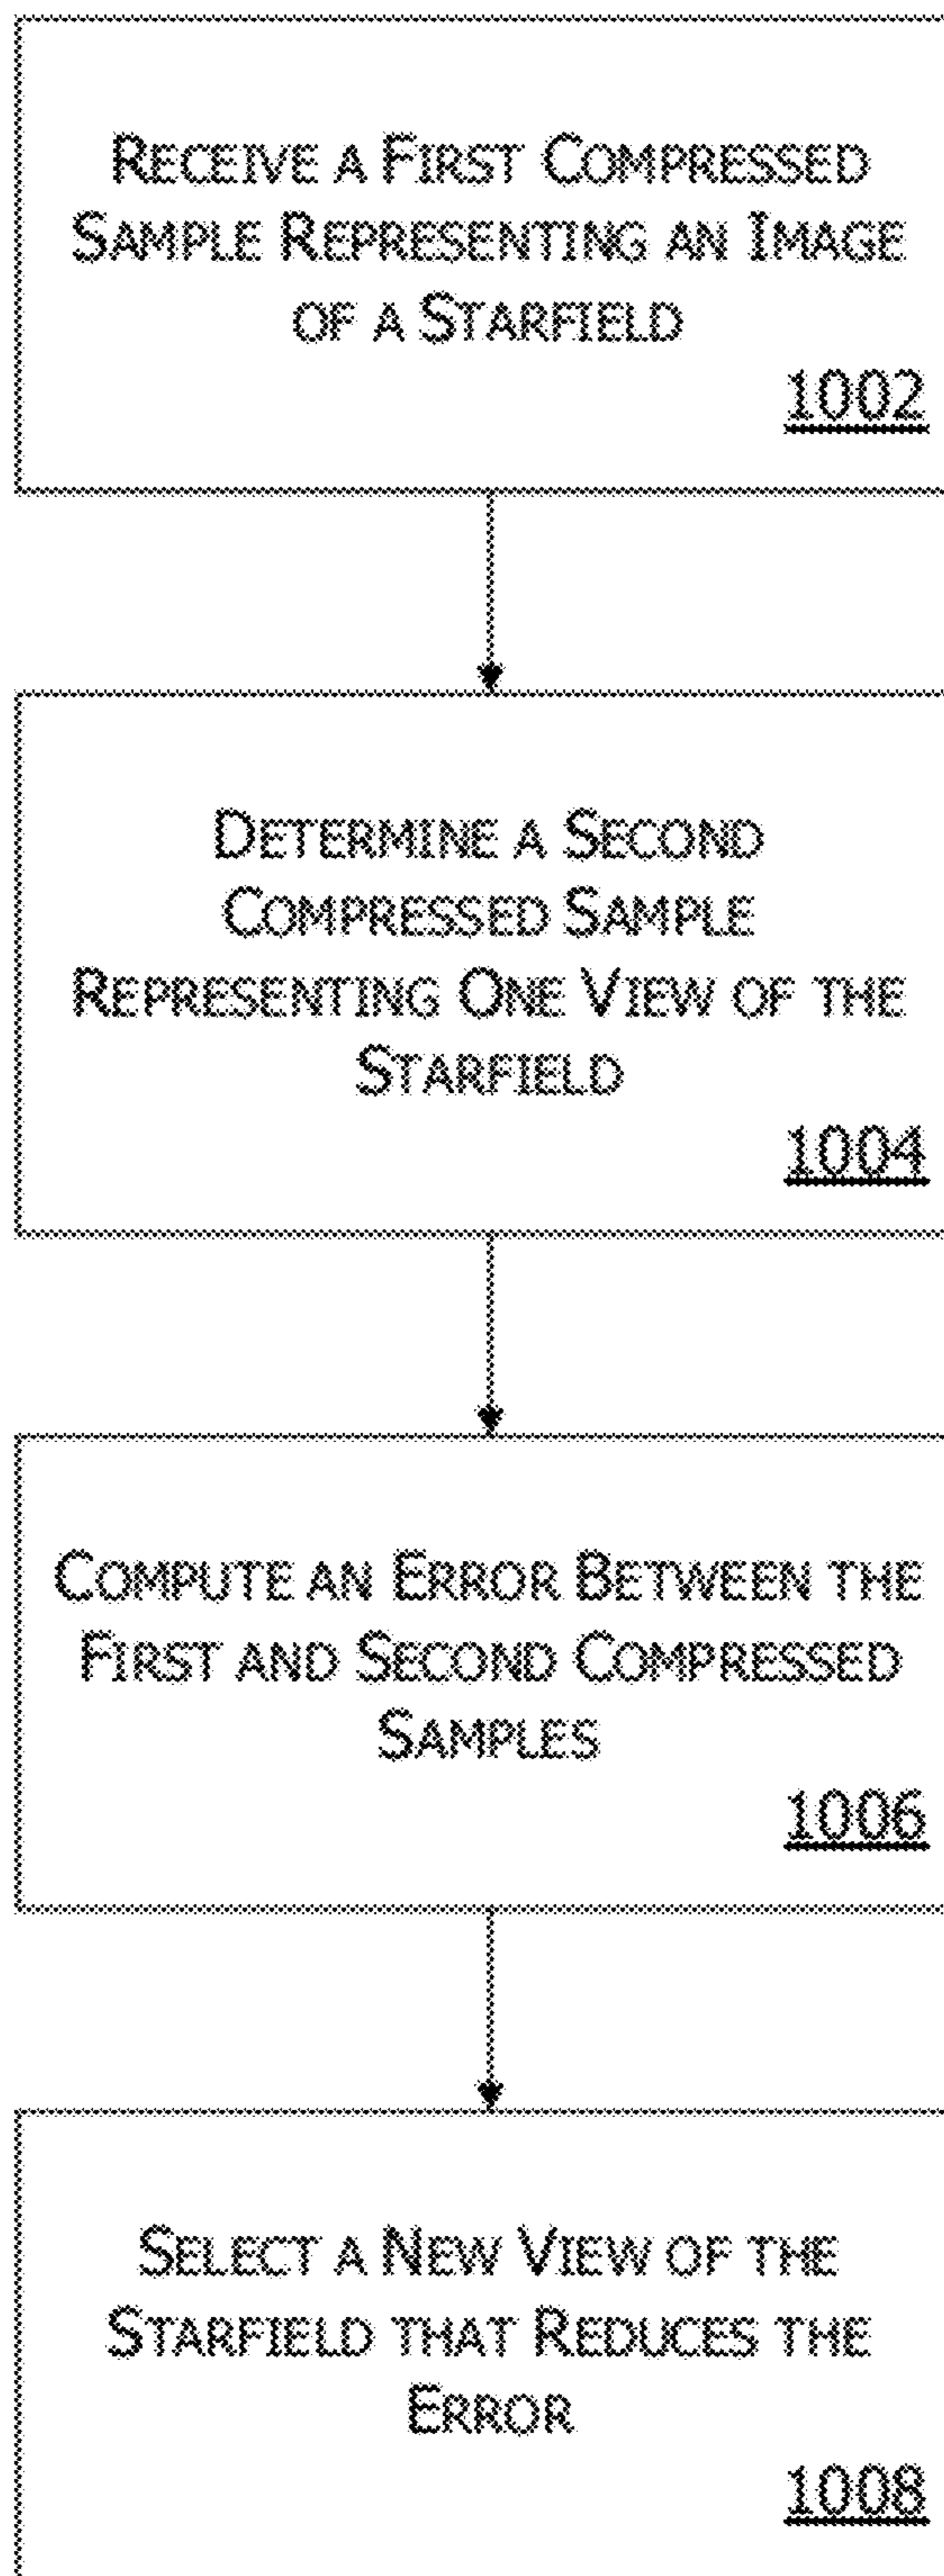 RECEIVE A FIRST COMPRESSED
SAMPLE REPRESENTING AN IMAGE
OF A STARFIELD
1002
DETERMINE A SECOND
COMPRESSED SAMPLE
REPRESENTING ONE VIEW OF THE
STARFIELD
1004
COMPUTE AN ERROR BETWEEN THE
FIRST AND SECOND COMPRESSED
SAMPLES
1006
SELECT A NEW VIEW OF THE
STARFIELD THAT REDUCES THE
ERROR
1008